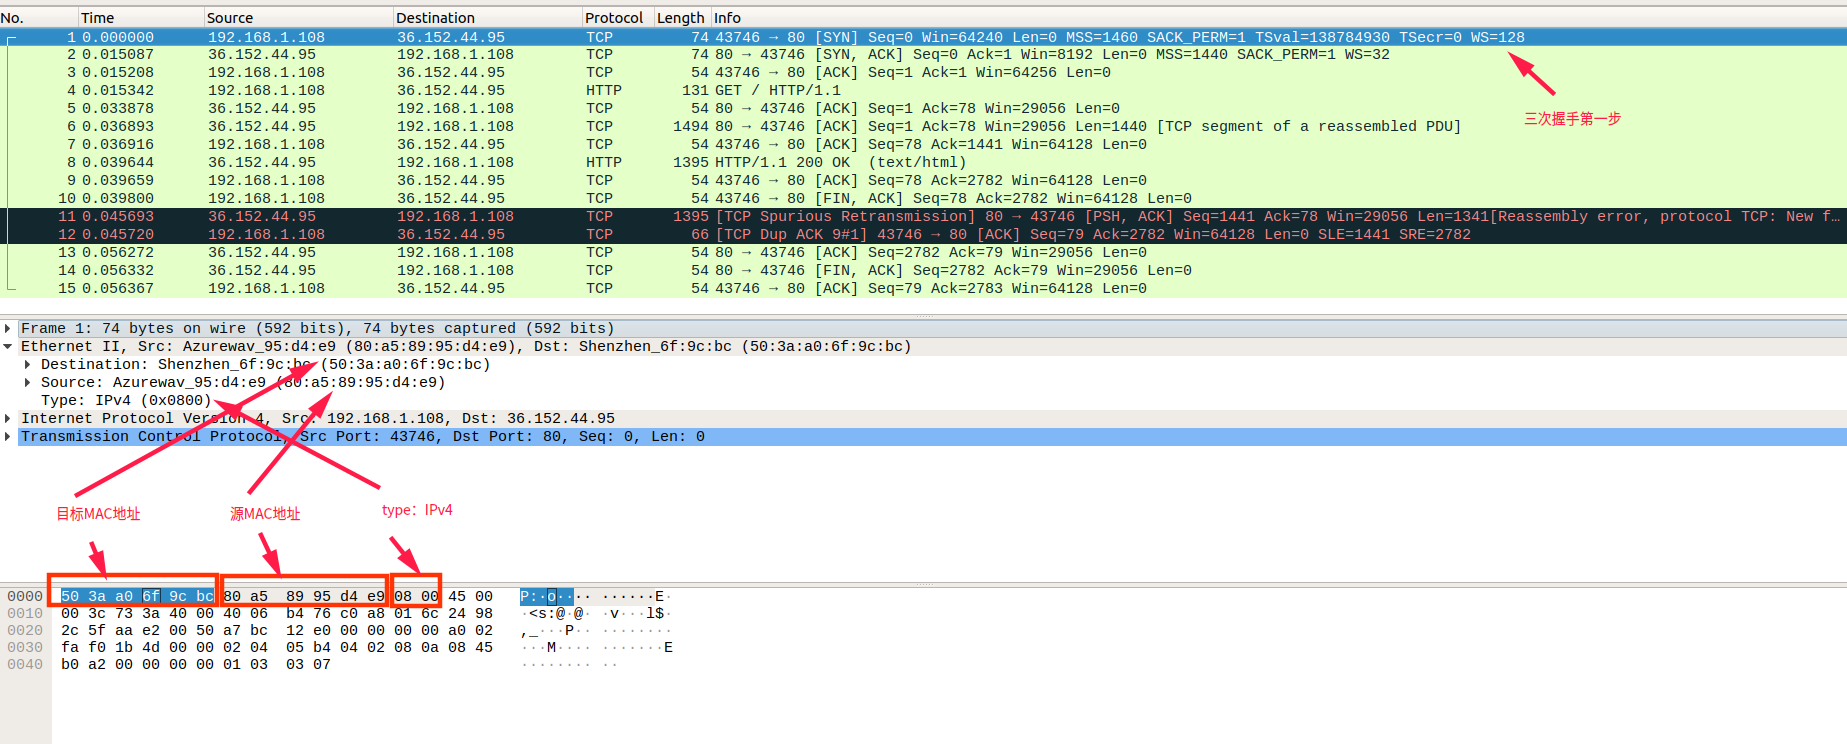 No. Time Source Destination Protocol Length Info
1 0.000000 192.168.1.108 36.152.44.95 TCP 74 43746 → 80 [SYN] Seq=0 Win=64240 Len=0 MSS=1460 SACK_PERM=1 TSval=138784930 TSecr=0 WS=128
2 0.015087 36.152.44.95 192.168.1.108 TCP 74 80 → 43746 [SYN, ACK] Seq=0 Ack=1 Win=8192 Len=0 MSS=1440 SACK_PERM=1 WS=32
3 0.015208 192.168.1.108 36.152.44.95 TCP 54 43746 → 80 [ACK] Seq=1 Ack=1 Win=64256 Len=0
4 0.015342 192.168.1.108 36.152.44.95 HTTP 131 GET / HTTP/1.1
5 0.033878 36.152.44.95 192.168.1.108 TCP 54 80 → 43746 [ACK] Seq=1 Ack=78 Win=29056 Len=0
6 0.036893 36.152.44.95 192.168.1.108 TCP 1494 80 → 43746 [ACK] Seq=1 Ack=78 Win=29056 Len=1440 [TCP segment of a reassembled PDU]
三次握手第一步
7 0.036916 192.168.1.108 36.152.44.95 TCP 54 43746 → 80 [ACK] Seq=78 Ack=1441 Win=64128 Len=0
8 0.039644 36.152.44.95 192.168.1.108 HTTP 1395 HTTP/1.1 200 OK (text/html)
9 0.039659 192.168.1.108 36.152.44.95 TCP 54 43746 → 80 [ACK] Seq=78 Ack=2782 Win=64128 Len=0
10 0.039800 192.168.1.108 36.152.44.95 TCP 54 43746 → 80 [FIN, ACK] Seq=78 Ack=2782 Win=64128 Len=0
11 0.045693 36.152.44.95 192.168.1.108 TCP 1395 [TCP Spurious Retransmission] 80 → 43746 [PSH, ACK] Seq=1441 Ack=78 Win=29056 Len=1341[Reassembly error, protocol TCP: New f…
12 0.045720 192.168.1.108 36.152.44.95 TCP 66 [TCP Dup ACK 9#1] 43746 → 80 [ACK] Seq=79 Ack=2782 Win=64128 Len=0 SLE=1441 SRE=2782
13 0.056272 36.152.44.95 192.168.1.108 TCP 54 80 → 43746 [ACK] Seq=2782 Ack=79 Win=29056 Len=0
14 0.056332 36.152.44.95 192.168.1.108 TCP 54 80 → 43746 [FIN, ACK] Seq=2782 Ack=79 Win=29056 Len=0
15 0.056367 192.168.1.108 36.152.44.95 TCP 54 43746 → 80 [ACK] Seq=79 Ack=2783 Win=64128 Len=0
Frame 1: 74 bytes on wire (592 bits), 74 bytes captured (592 bits)
Ethernet II, Src: Azurewav_95:d4:e9 (80:a5:89:95:d4:e9), Dst: Shenzhen_6f:9c:bc (50:3a:a0:6f:9c:bc)
Destination: Shenzhen_6f:9c:bc (50:3a:a0:6f:9c:bc)
Source: Azurewav_95:d4:e9 (80:a5:89:95:d4:e9)
Type: IPv4 (0x0800)
Internet Protocol Version 4, Src: 192.168.1.108, Dst: 36.152.44.95
Transmission Control Protocol, Src Port: 43746, Dst Port: 80, Seq: 0, Len: 0
目标MAC地址 源MAC地址 type：IPv4
0000 50 3a a0 6f 9c bc 80 a5 89 95 d4 e9 08 00 45 00 P:·o···· ······E·
0010 00 3c 73 3a 40 00 40 06 b4 76 c0 a8 01 6c 24 98 ·<s:@·@· ·v···l$·
0020 2c 5f aa e2 00 50 a7 bc 12 e0 00 00 00 00 a0 02 ,_···P·· ········
0030 fa f0 1b 4d 00 00 02 04 05 b4 04 02 08 0a 08 45 ···M···· ·······E
0040 b0 a2 00 00 00 00 01 03 03 07 ········ ··